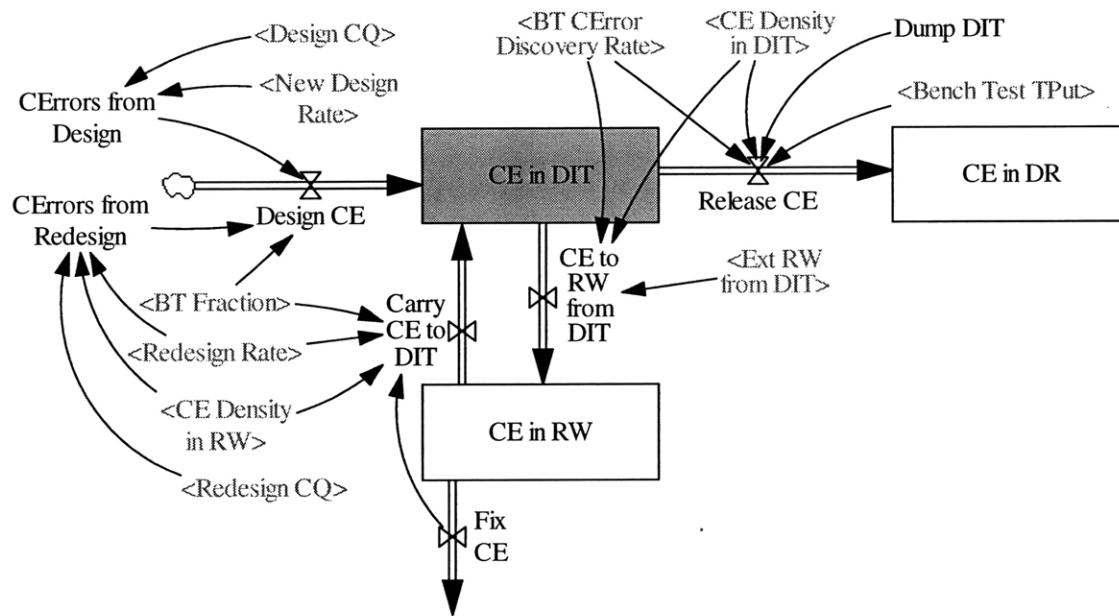 <Design CQ>
<New Design
Rate>
CErrors from
Design
<BT CError
Discovery Rate>
<CE Density
in DIT>
Dump DIT
<Bench Test TPut>
CE in DIT
CE in DR
Design CE
Release CE
CErrors from
Redesign
<BT Fraction>
<Redesign Rate>
<CE Density
in RW>
<Redesign CQ>
Carry
CE to
DIT
CE to
RW
from
DIT
<Ext RW
from DIT>
CE in RW
Fix
CE